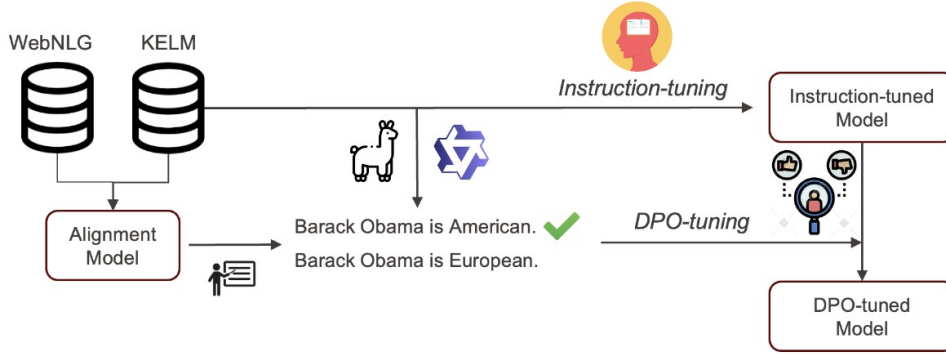 WebNLG
KELM
Instruction-tuning
Instruction-tuned
Model
Alignment
Model
Barack Obama is American.
Barack Obama is European.
DPO-tuning
DPO-tuned
Model